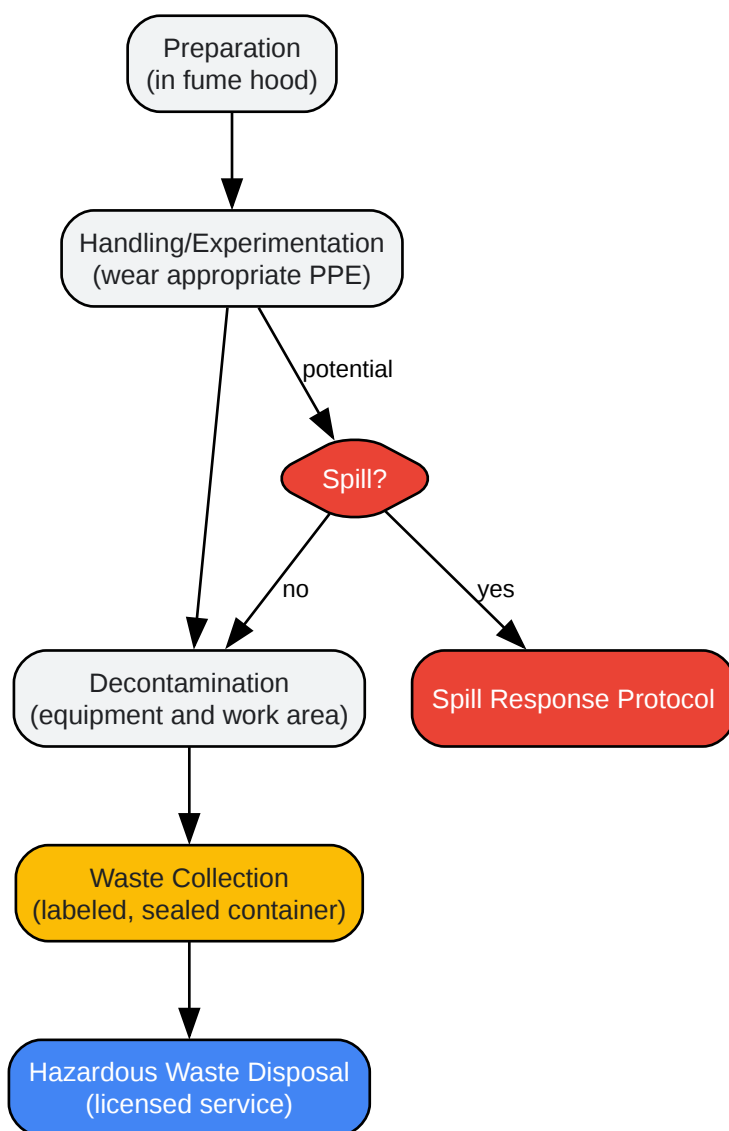 Preparation
(in fume hood)
Handling/Experimentation
(wear appropriate PPE)
potential
Spill?
no
yes
Decontamination
(equipment and work area)
Spill Response Protocol
Waste Collection
(labeled, sealed container)
Hazardous Waste Disposal
(licensed service)